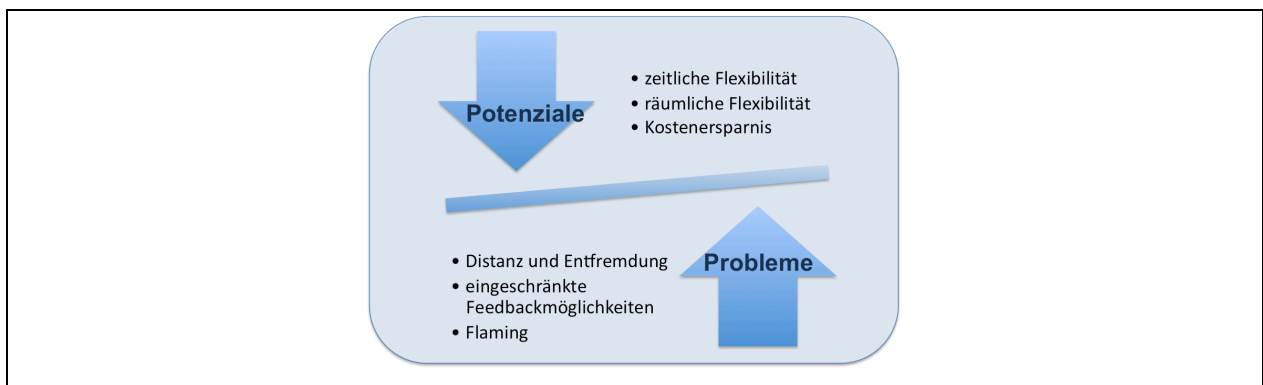 Potenziale
• zeitliche Flexibilität
• räumliche Flexibilität
• Kostenersparnis
• Distanz und Entfremdung
• eingeschränkte
Feedbackmöglichkeiten
• Flaming
Probleme